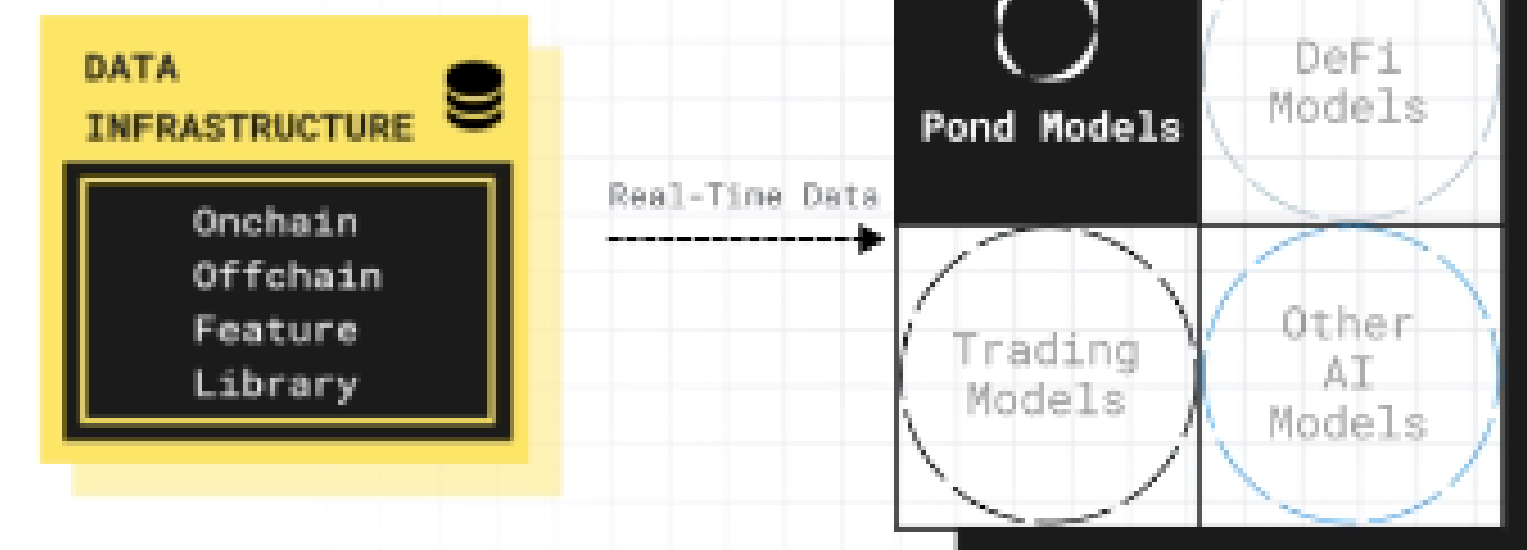 DATA
INFRASTRUCTURE
Onchain
Offchain
Feature
Library
Real-Time Data
Pond Models
DeFi
Models
Trading
Models
Other
AI
Models